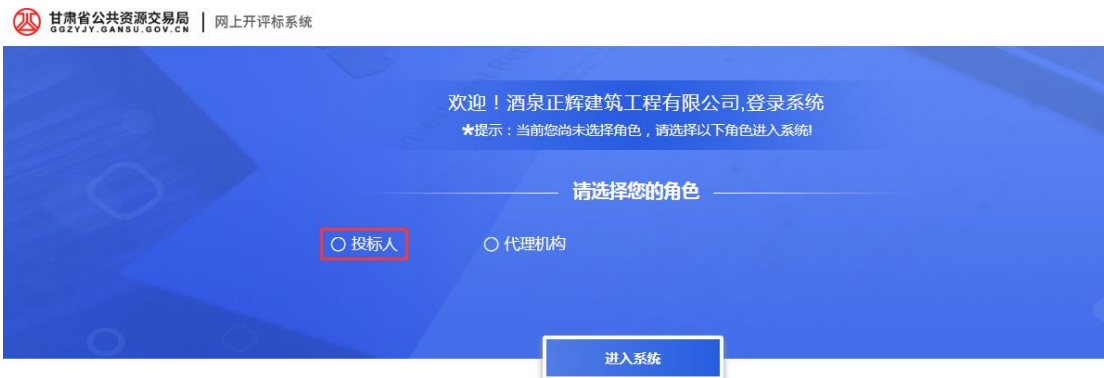 甘肃省公共资源交易局 | 网上开评标系统
GGZYJY.GANSU.GOV.CN
欢迎！酒泉正辉建筑工程有限公司,登录系统
*提示：当前您尚未选择角色，请选择以下角色进入系统!
请选择您的角色
投标人 代理机构
进入系统